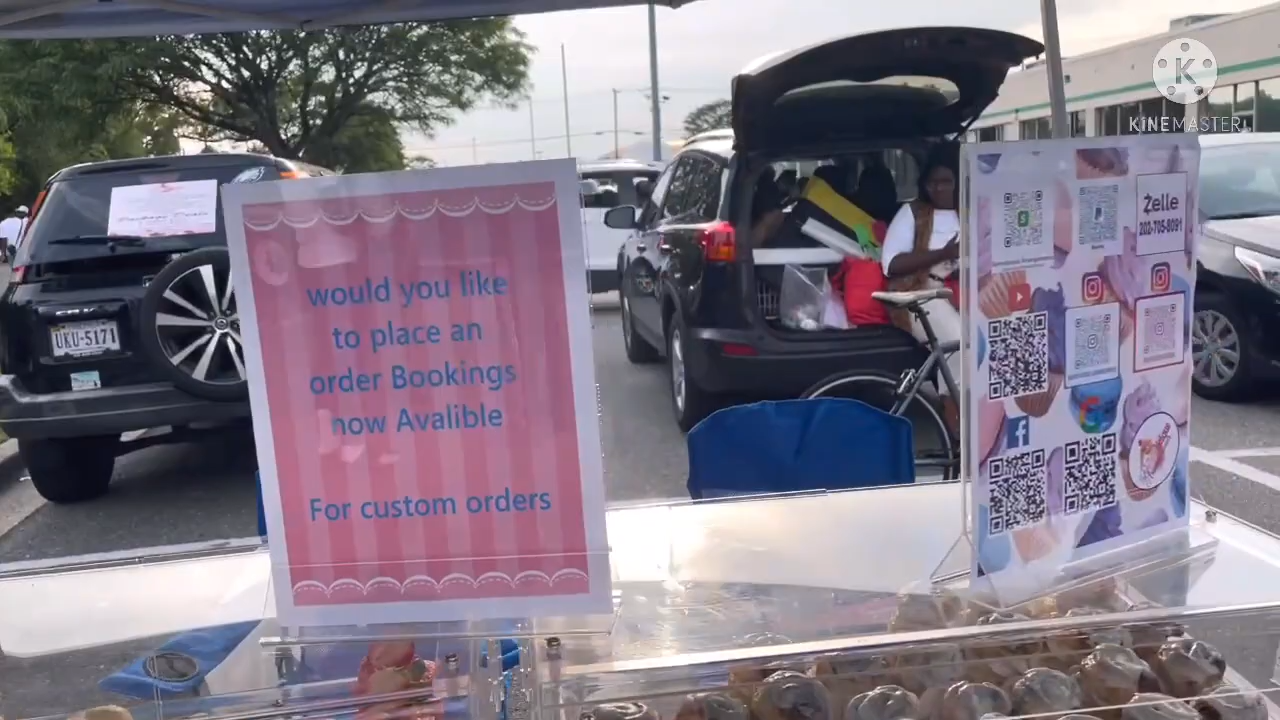 KINEMASTER
UKU-5171
would you like
to place an
order Bookings
now Avalible
For custom orders
Zelle
202-705-8091